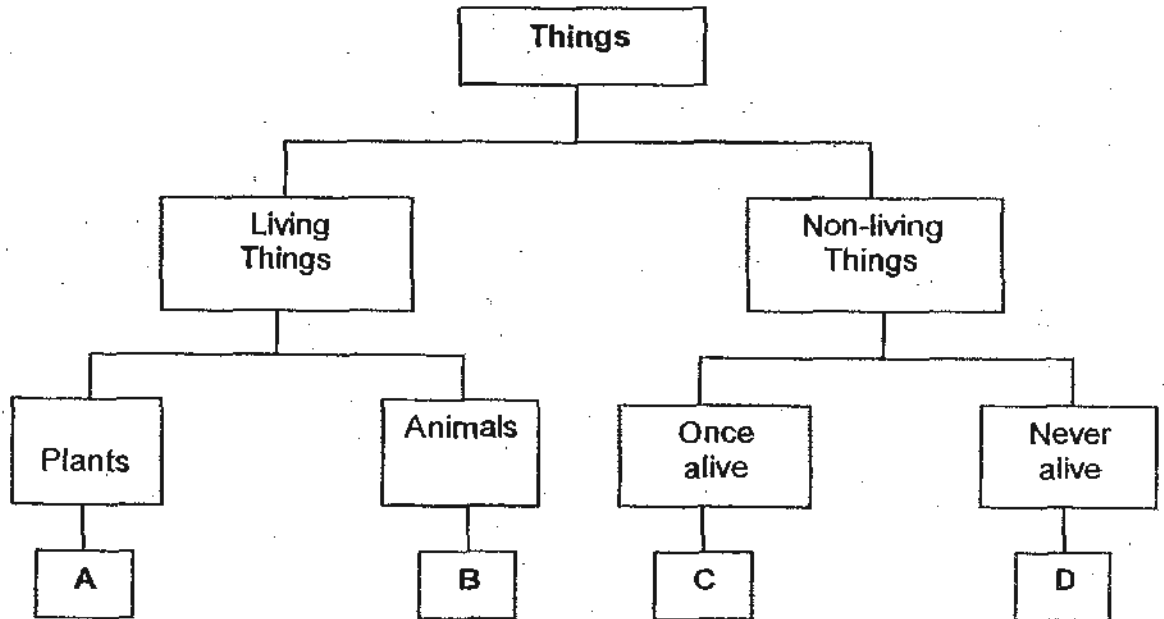 Things
Living
Things
Non-living
Things
Plants
Animals
Once
alive
Never
alive
A
B
C
D